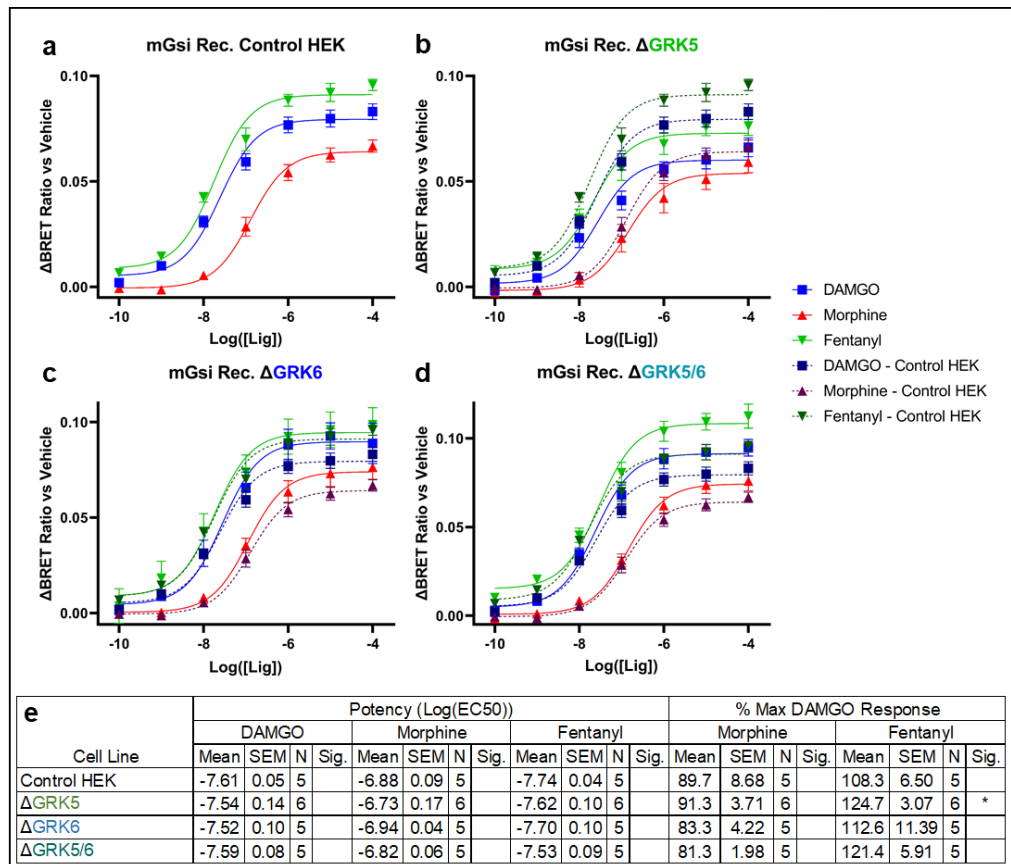 a mGsi Rec. Control HEK
ΔBRET Ratio vs Vehicle
0.10
0.05
0.00
-10 -8 -6 -4
Log([Lig])
b mGsi Rec. ΔGRK5
ΔBRET Ratio vs Vehicle
0.10
0.05
0.00
-10 -8 -6 -4
Log([Lig])
DAMGO
Morphine
Fentanyl
DAMGO - Control HEK
Morphine - Control HEK
Fentanyl - Control HEK
c mGsi Rec. ΔGRK6
ΔBRET Ratio vs Vehicle
0.10
0.05
0.00
-10 -8 -6 -4
Log([Lig])
d mGsi Rec. ΔGRK5/6
ΔBRET Ratio vs Vehicle
0.10
0.05
0.00
-10 -8 -6 -4
Log([Lig])
e Potency (Log(EC50)) % Max DAMGO Response
DAMGO Morphine Fentanyl Morphine Fentanyl
Cell Line Mean SEM N Sig. Mean SEM N Sig. Mean SEM N Sig. Mean SEM N Sig. Mean SEM N Sig.
Control HEK -7.61 0.05 5 -6.88 0.09 5 -7.74 0.04 5 89.7 8.68 5 108.3 6.50 5
ΔGRK5 -7.54 0.14 6 -6.73 0.17 6 -7.62 0.10 6 91.3 3.71 6 124.7 3.07 6 *
ΔGRK6 -7.52 0.10 5 -6.94 0.04 5 -7.70 0.10 5 83.3 4.22 5 112.6 11.39 5
ΔGRK5/6 -7.59 0.08 5 -6.82 0.06 5 -7.53 0.09 5 81.3 1.98 5 121.4 5.91 5